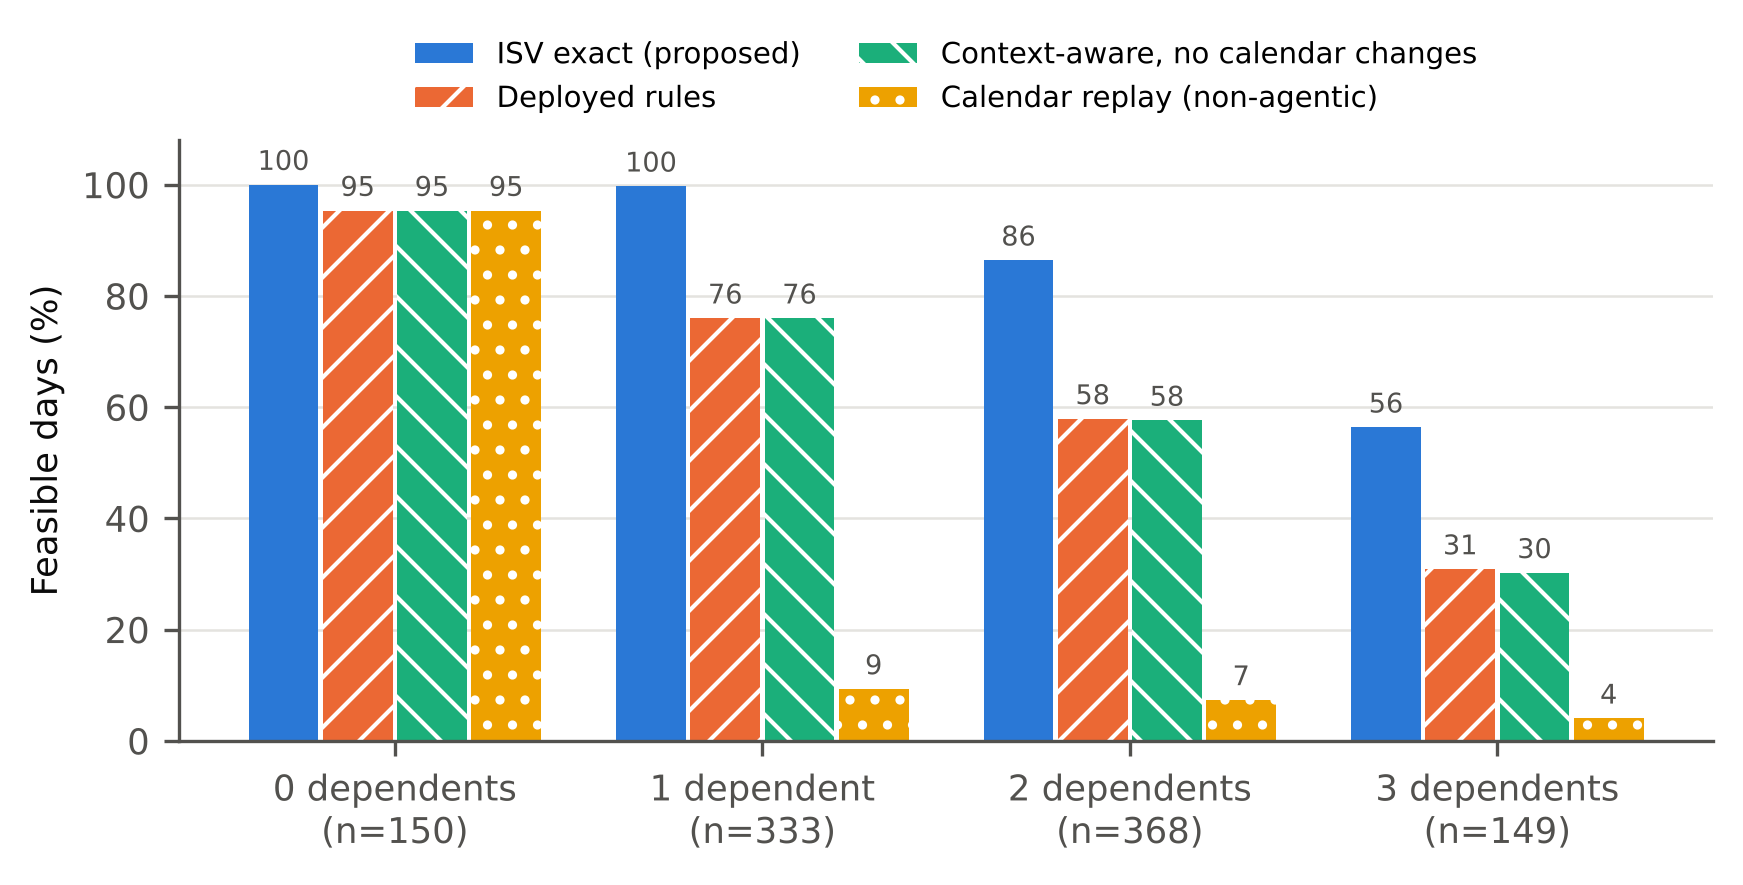 ISV exact (proposed)
Deployed rules
Context-aware, no calendar changes
Calendar replay (non-agentic)
Feasible days (%)
100
80
60
40
20
0
100
95
95
95
100
76
76
9
86
58
58
7
56
31
30
4
0 dependents
(n=150)
1 dependent
(n=333)
2 dependents
(n=368)
3 dependents
(n=149)